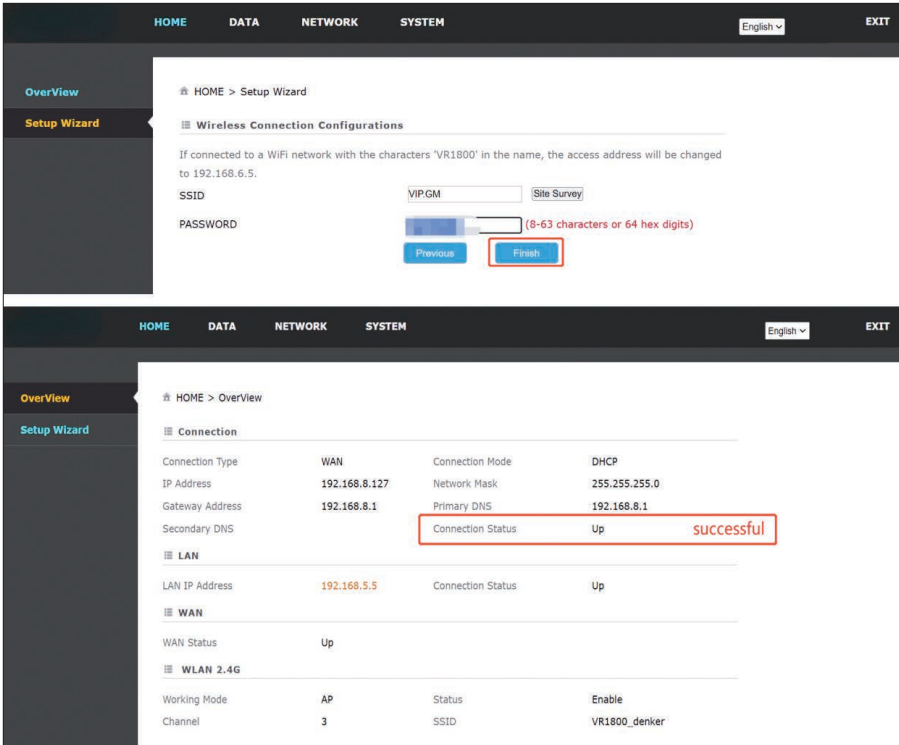 HOME DATA NETWORK SYSTEM English EXIT
OverView
Setup Wizard
HOME > Setup Wizard
Wireless Connection Configurations
If connected to a WiFi network with the characters 'VR1800' in the name, the access address will be changed
to 192.168.6.5.
SSID VIP.GM Site Survey
PASSWORD (8-63 characters or 64 hex digits)
Previous Finish
HOME DATA NETWORK SYSTEM English EXIT
OverView
Setup Wizard
HOME > OverView
Connection
Connection Type WAN Connection Mode DHCP
IP Address 192.168.8.127 Network Mask 255.255.255.0
Gateway Address 192.168.8.1 Primary DNS 192.168.8.1
Secondary DNS Connection Status Up successful
LAN
LAN IP Address 192.168.5.5 Connection Status Up
WAN
WAN Status Up
WLAN 2.4G
Working Mode AP Status Enable
Channel 3 SSID VR1800_denker